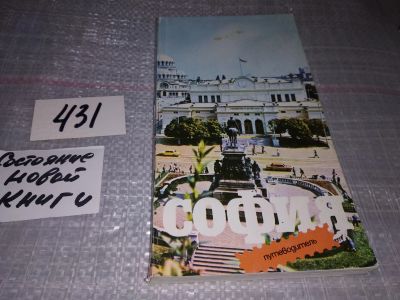 431
Состояние
новой
книги
СОФИЯ
путеводитель